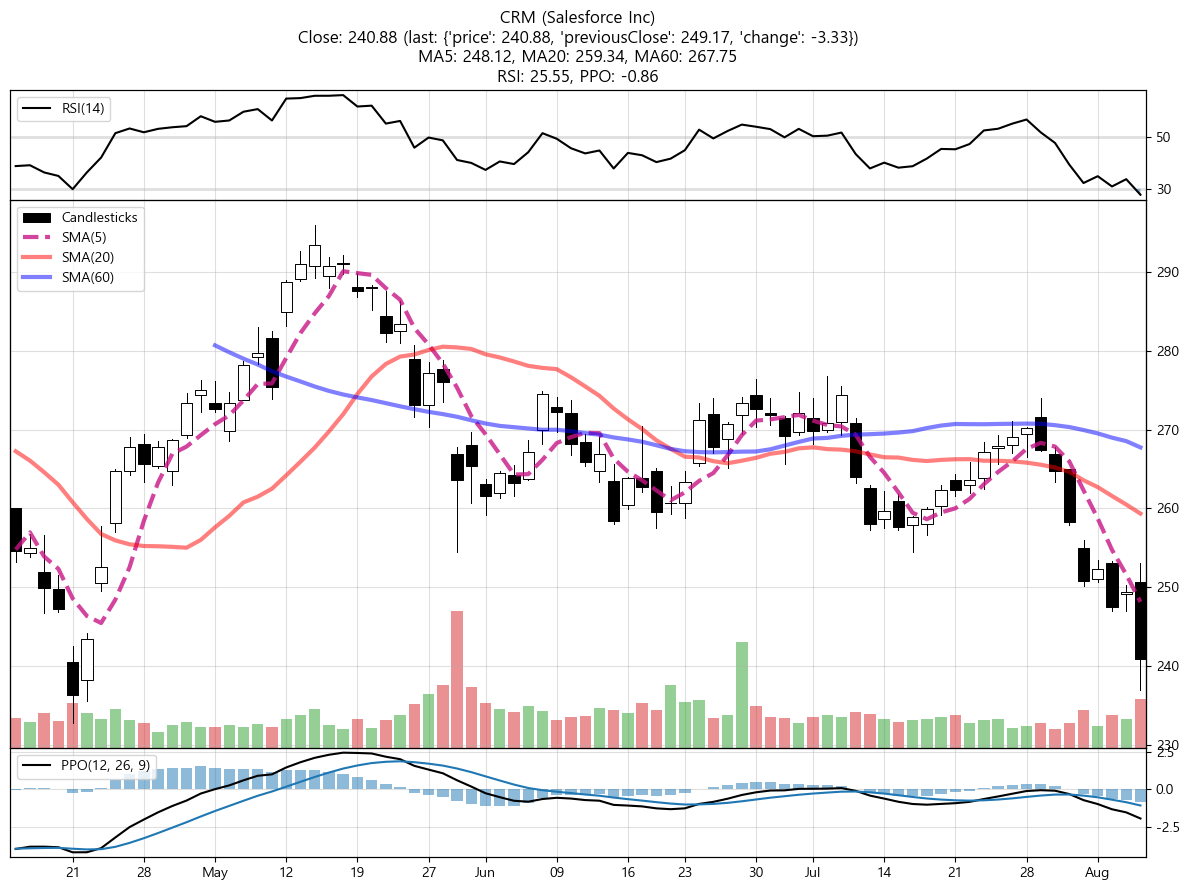 CRM (Salesforce Inc)
Close: 240.88 (last: {'price': 240.88, 'previousClose': 249.17, 'change': -3.33})
MA5: 248.12, MA20: 259.34, MA60: 267.75
RSI: 25.55, PPO: -0.86
RSI(14)
50
30
Candlesticks
SMA(5)
SMA(20)
SMA(60)
290
280
270
260
250
240
230
PPO(12, 26, 9)
2.5
0.0
−2.5
21 28 May 12 19 27 Jun 09 16 23 30 Jul 14 21 28 Aug